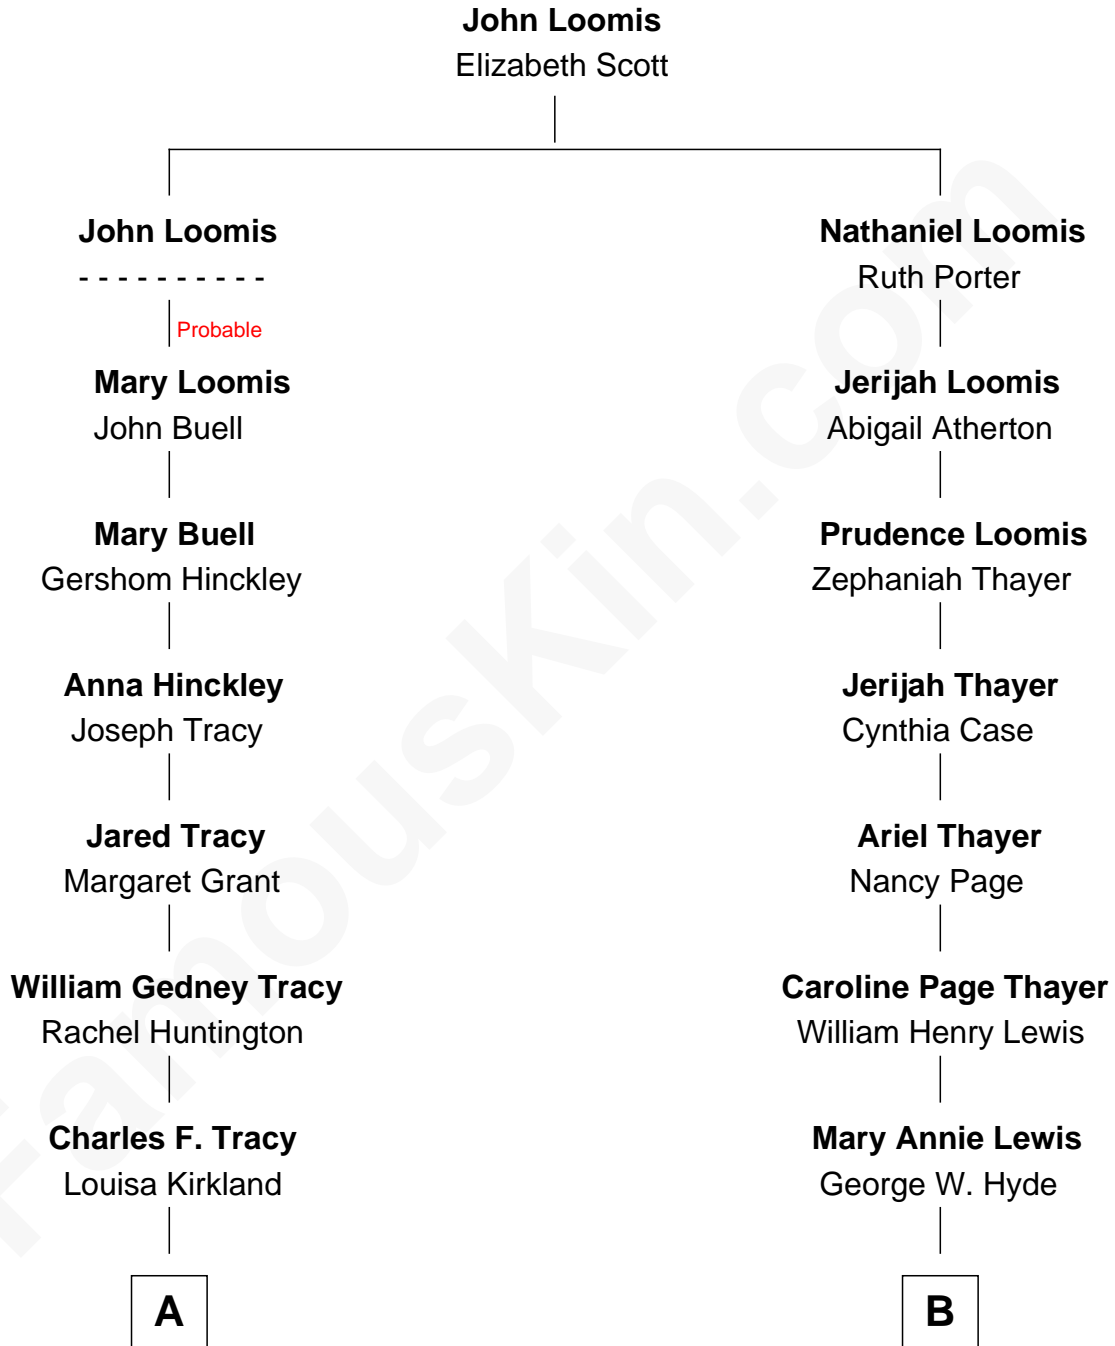 John Loomis
Elizabeth Scott
John Loomis
- - - - - - - - - -
Probable
Mary Loomis
John Buell
Mary Buell
Gershom Hinckley
Anna Hinckley
Joseph Tracy
Jared Tracy
Margaret Grant
William Gedney Tracy
Rachel Huntington
Charles F. Tracy
Louisa Kirkland
A
Nathaniel Loomis
Ruth Porter
Jerijah Loomis
Abigail Atherton
Prudence Loomis
Zephaniah Thayer
Jerijah Thayer
Cynthia Case
Ariel Thayer
Nancy Page
Caroline Page Thayer
William Henry Lewis
Mary Annie Lewis
George W. Hyde
B
FamousKin.com